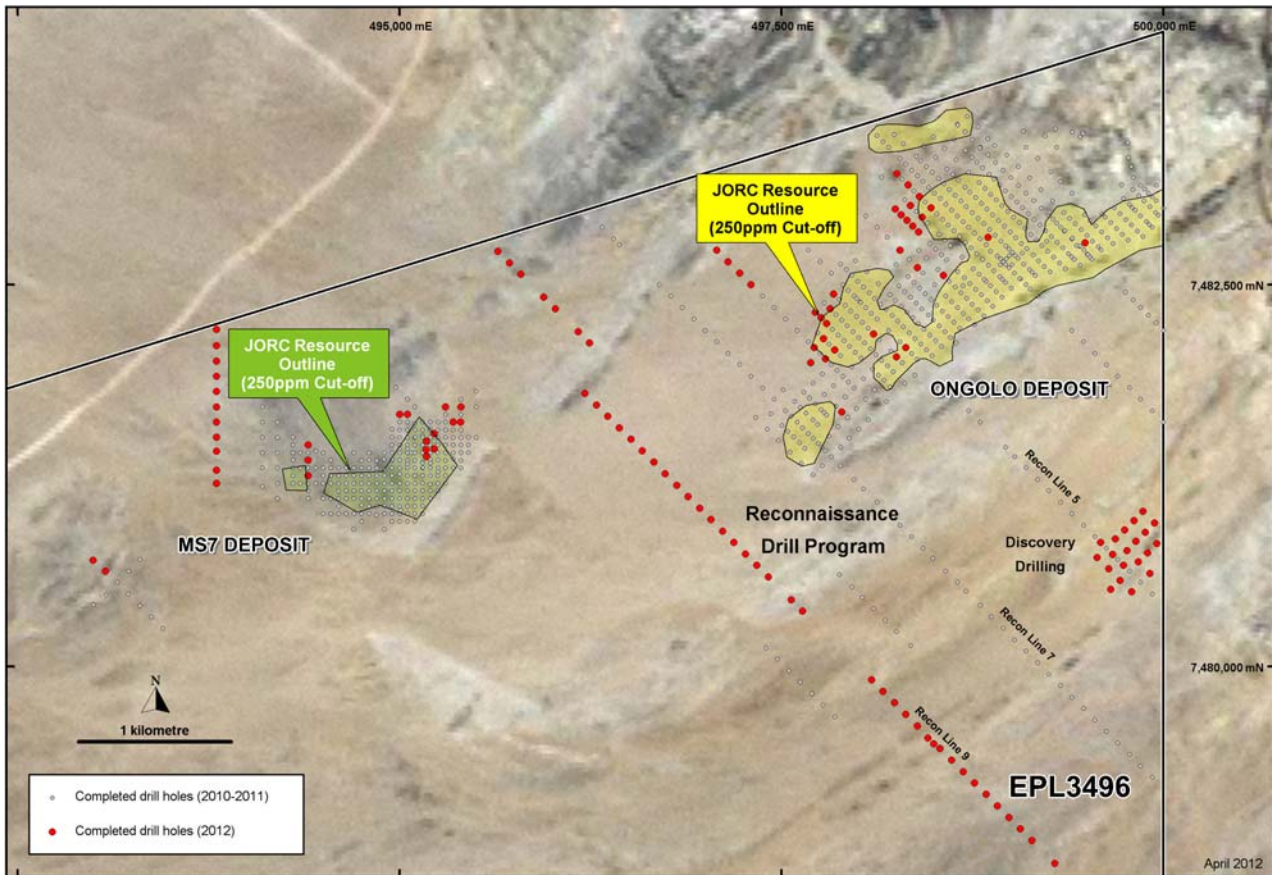 495,000 mE
497,500 mE
500,000 mE
JORC Resource
Outline
(250ppm Cut-off)
7,482,500 mN
JORC Resource
Outline
(250ppm Cut-off)
ONGOLO DEPOSIT
Recon Line 5
Reconnaissance
Drill Program
MS7 DEPOSIT
Discovery
Drilling
Recon Line 7
7,480,000 mN
N
1 kilometre
Recon Line 9
EPL3496
Completed drill holes (2010-2011)
Completed drill holes (2012)
April 2012